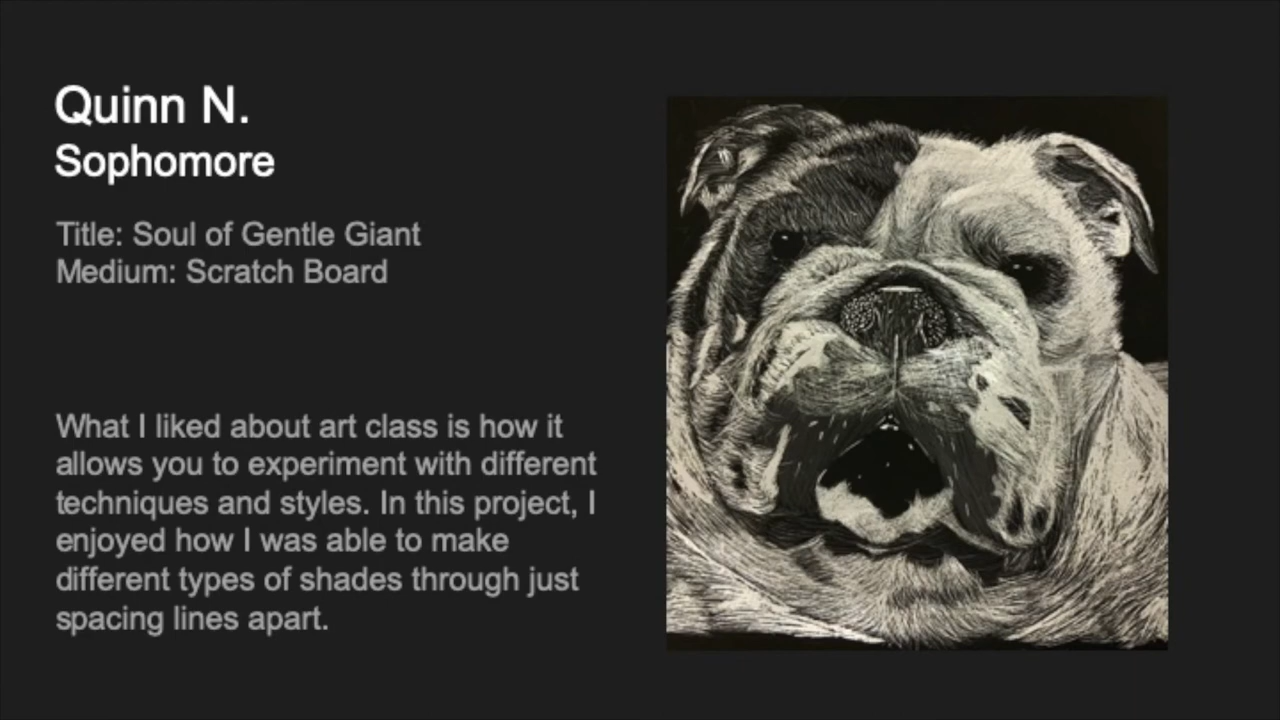 Quinn N.
Sophomore
Title: Soul of Gentle Giant
Medium: Scratch Board
What I liked about art class is how it
allows you to experiment with different
techniques and styles. In this project, I
enjoyed how I was able to make
different types of shades through just
spacing lines apart.